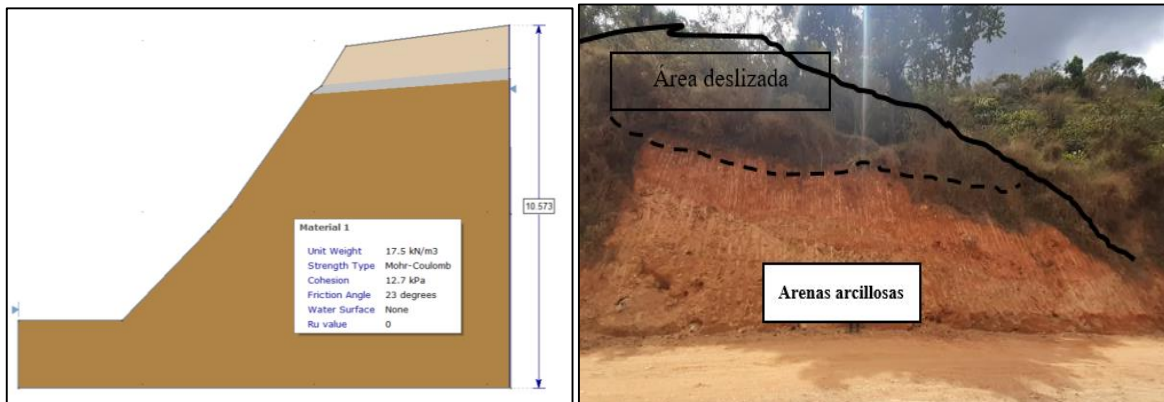 10.573
Material 1
Unit Weight 17.5 kN/m3
Strength Type Mohr-Coulomb
Cohesion 12.7 kPa
Friction Angle 23 degrees
Water Surface None
Ru value 0
Área deslizada
Arenas arcillosas